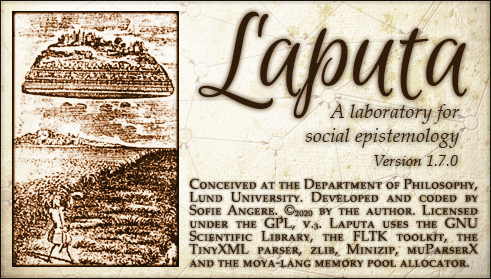 Laputa
A laboratory for
social epistemology
Version 1.7.0
Conceived at the Department of Philosophy,
Lund University. Developed and coded by
Sofie Angere. ©2020 by the author. Licensed
under the GPL, v.3. Laputa uses the GNU
Scientific Library, the FLTK toolkit, the
TinyXML parser, zlib, Minizip, muParserX
and the moya-lang memory pool allocator.